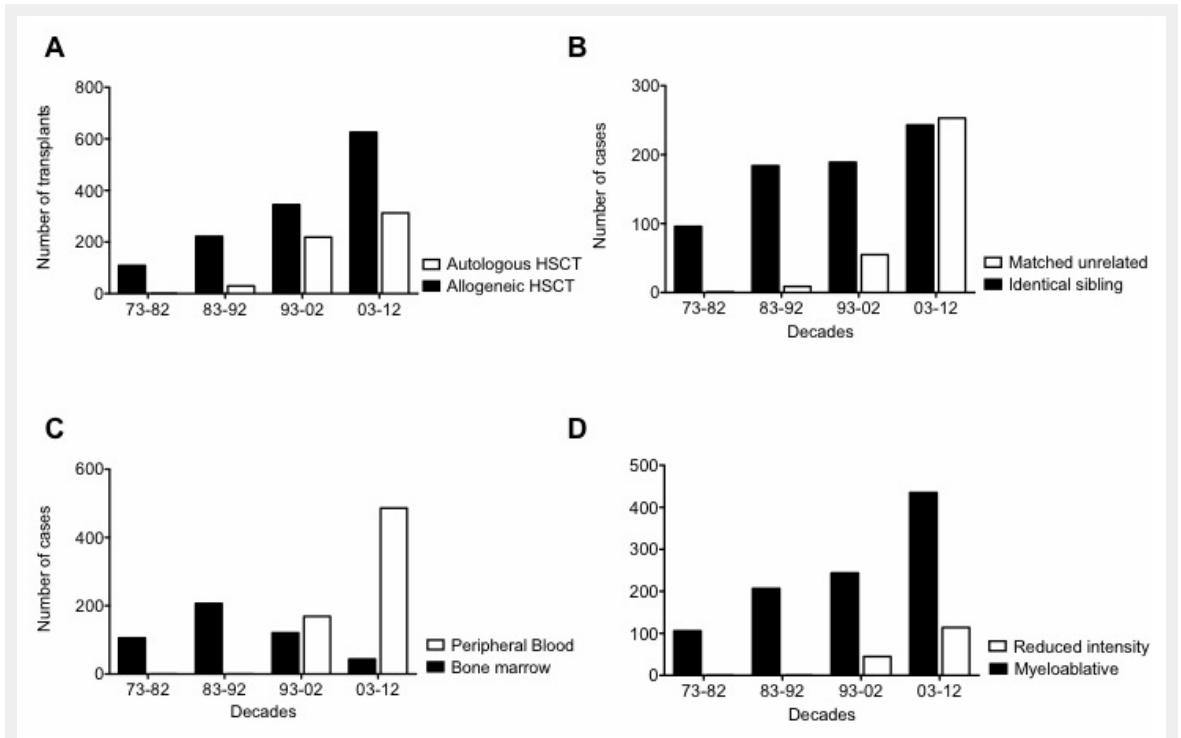 A
Number of transplants
800
600
400
200
0
73-82
83-92
93-02
03-12
Autologous HSCT
Allogeneic HSCT
B
Number of cases
300
200
100
0
73-82
83-92
93-02
03-12
Decades
Matched unrelated
Identical sibling
C
Number of cases
600
400
200
0
73-82
83-92
93-02
03-12
Decades
Peripheral Blood
Bone marrow
D
500
400
300
200
100
0
73-82
83-92
93-02
03-12
Decades
Reduced intensity
Myeloablative